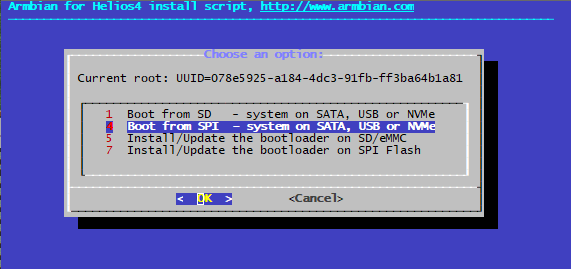 Armbian for Helios4 install script, http://www.armbian.com
Choose an option:
Current root: UUID=078e5925-a184-4dc3-91fb-ff3ba64b1a81
1 Boot from SD - system on SATA, USB or NVMe
4 Boot from SPI - system on SATA, USB or NVMe
5 Install/Update the bootloader on SD/eMMC
7 Install/Update the bootloader on SPI Flash
< OK > <Cancel>